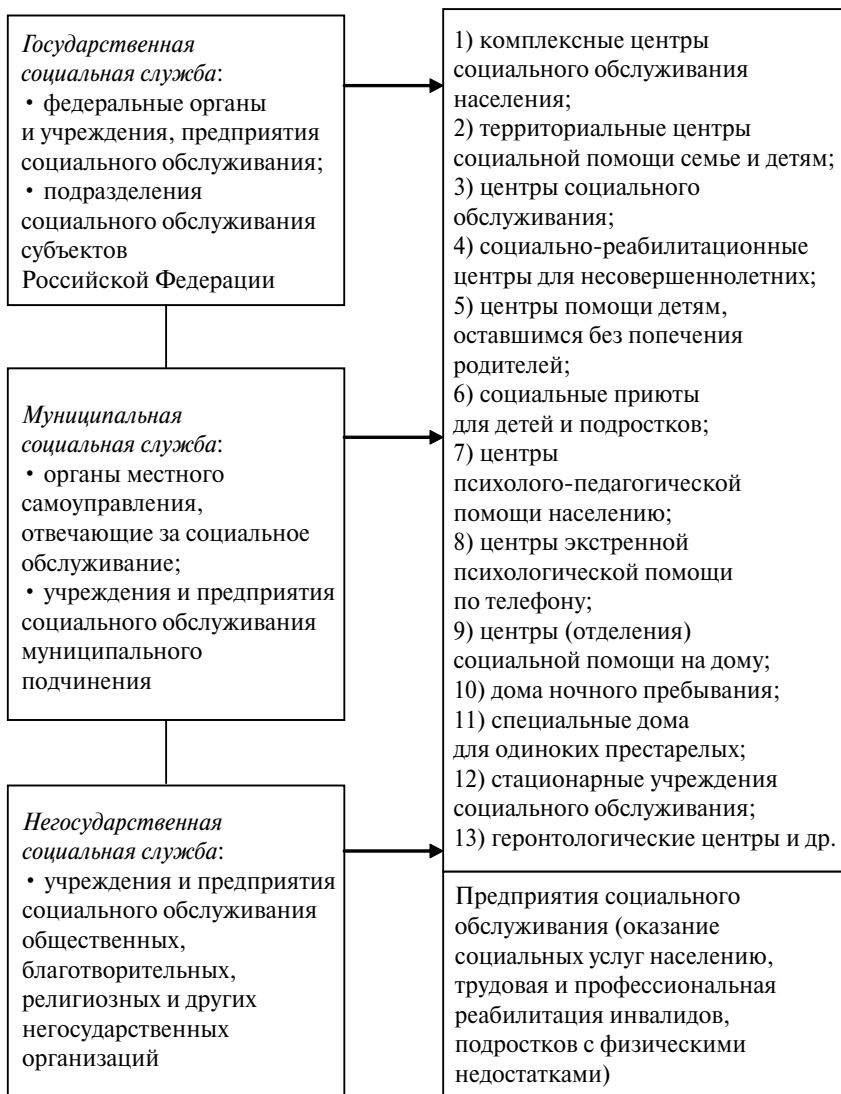 Государственная
социальная служба:
• федеральные органы
и учреждения, предприятия
социального обслуживания;
• подразделения
социального обслуживания
субъектов
Российской Федерации
Муниципальная
социальная служба:
• органы местного
самоуправления,
отвечающие за социальное
обслуживание;
• учреждения и предприятия
социального обслуживания
муниципального
подчинения
Негосударственная
социальная служба:
• учреждения и предприятия
социального обслуживания
общественных,
благотворительных,
религиозных и других
негосударственных
организаций
1) комплексные центры
социального обслуживания
населения;
2) территориальные центры
социальной помощи семье и детям;
3) центры социального
обслуживания;
4) социально-реабилитационные
центры для несовершеннолетних;
5) центры помощи детям,
оставшимся без попечения
родителей;
6) социальные приюты
для детей и подростков;
7) центры
психолого-педагогической
помощи населению;
8) центры экстренной
психологической помощи
по телефону;
9) центры (отделения)
социальной помощи на дому;
10) дома ночного пребывания;
11) специальные дома
для одиноких престарелых;
12) стационарные учреждения
социального обслуживания;
13) геронтологические центры и др.
Предприятия социального
обслуживания (оказание
социальных услуг населению,
трудовая и профессиональная
реабилитация инвалидов,
подростков с физическими
недостатками)